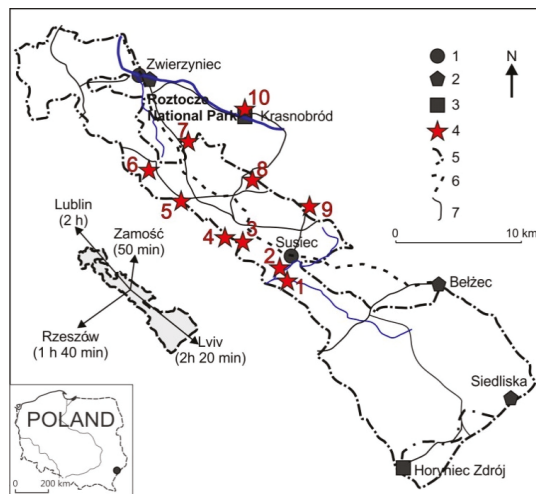 Zwierzyniec
Roztocze
National Park
10
Krasnobród
7
8
6
5
9
4
3
Susiec
2
1
Bełżec
Siedliska
Horyniec Zdrój
1
2
3
4
5
6
7
N
0
10 km
Lublin
(2 h)
Zamość
(50 min)
Rzeszów
(1 h 40 min)
Lviv
(2h 20 min)
POLAND
0
200 km